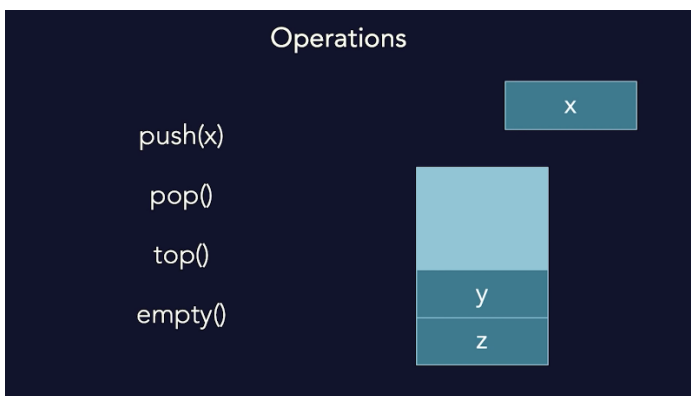 Operations
x
push(x)
pop()
top()
empty()
y
z